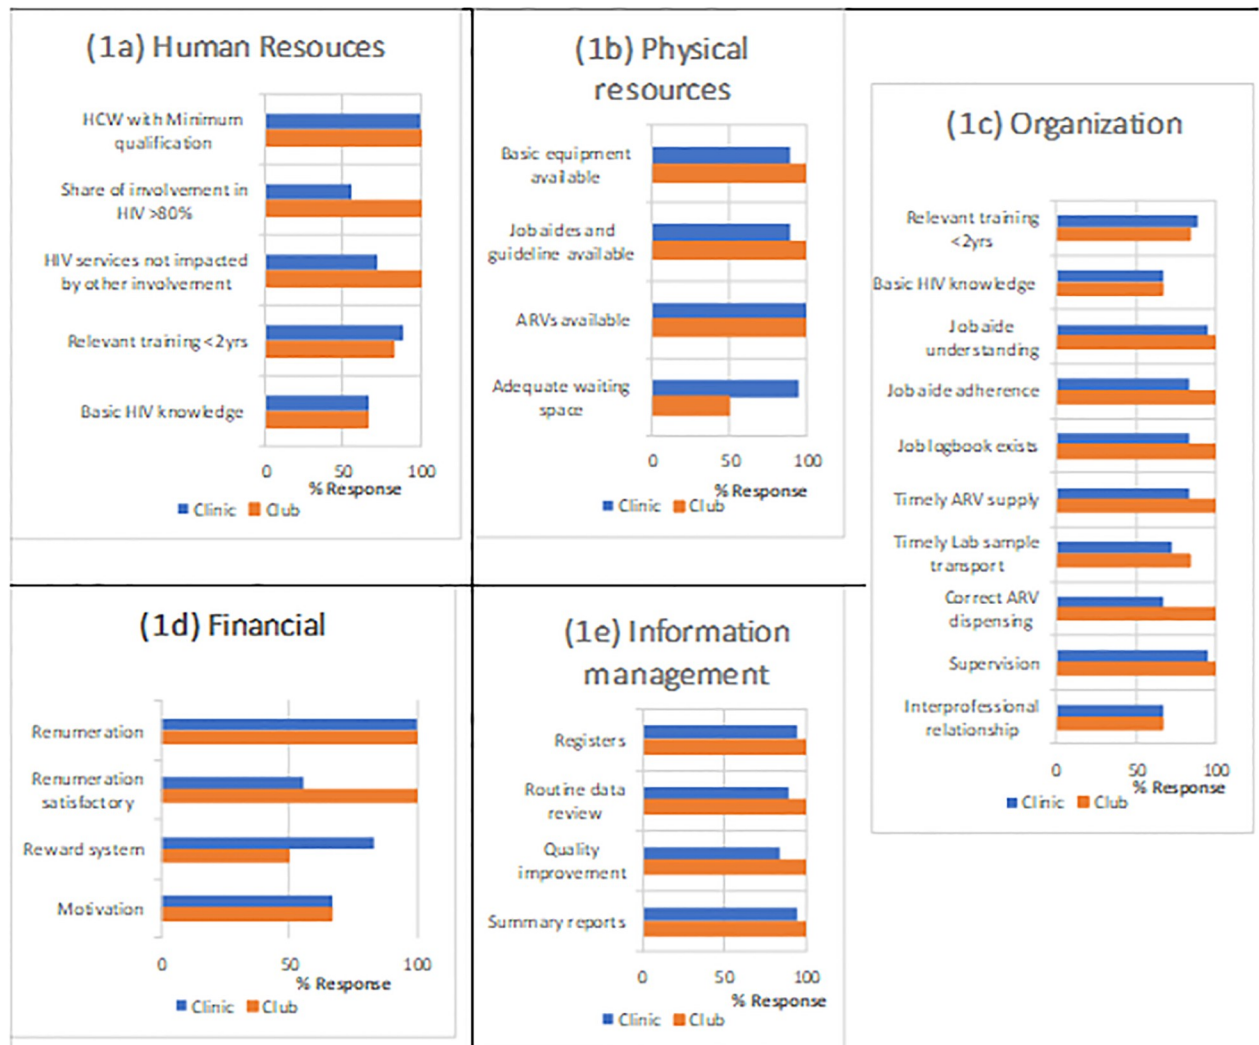 (1a) Human Resouces
HCW with Minimum
qualification
Share of involvement in
HIV >80%
HIV services not impacted
by other involvement
Relevant training <2yrs
Basic HIV knowledge
0 50 100
% Response
Clinic Club
(1b) Physical
resources
Basic equipment
available
Job aides and
guideline available
ARVs available
Adequate waiting
space
0 50 100
% Response
Clinic Club
(1c) Organization
Relevant training
<2yrs
Basic HIV knowledge
Job aide
understanding
Job aide adherence
Job logbook exists
Timely ARV supply
Timely Lab sample
transport
Correct ARV
dispensing
Supervision
Interprofessional
relationship
0 50 100
% Response
Clinic Club
(1d) Financial
Renumeration
Renumeration
satisfactory
Reward system
Motivation
0 50 100
% Response
Clinic Club
(1e) Information
management
Registers
Routine data
review
Quality
improvement
Summary reports
0 50 100
% Response
Clinic Club